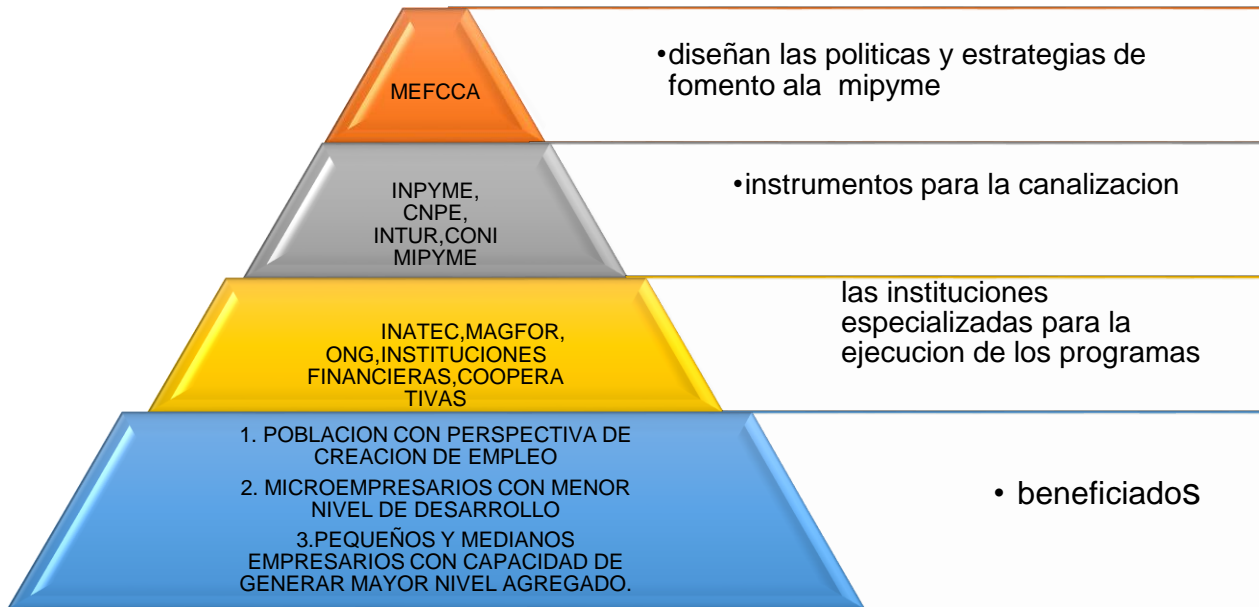 MEFCCA
•diseñan las politicas y estrategias de
fomento ala mipyme
INPYME,
CNPE,
INTUR,CONI
MIPYME
•instrumentos para la canalizacion
INATEC,MAGFOR,
ONG,INSTITUCIONES
FINANCIERAS,COOPERA
TIVAS
las instituciones
especializadas para la
ejecucion de los programas
1. POBLACION CON PERSPECTIVA DE
CREACION DE EMPLEO
2. MICROEMPRESARIOS CON MENOR
NIVEL DE DESARROLLO
3.PEQUEÑOS Y MEDIANOS
EMPRESARIOS CON CAPACIDAD DE
GENERAR MAYOR NIVEL AGREGADO.
• beneficiados